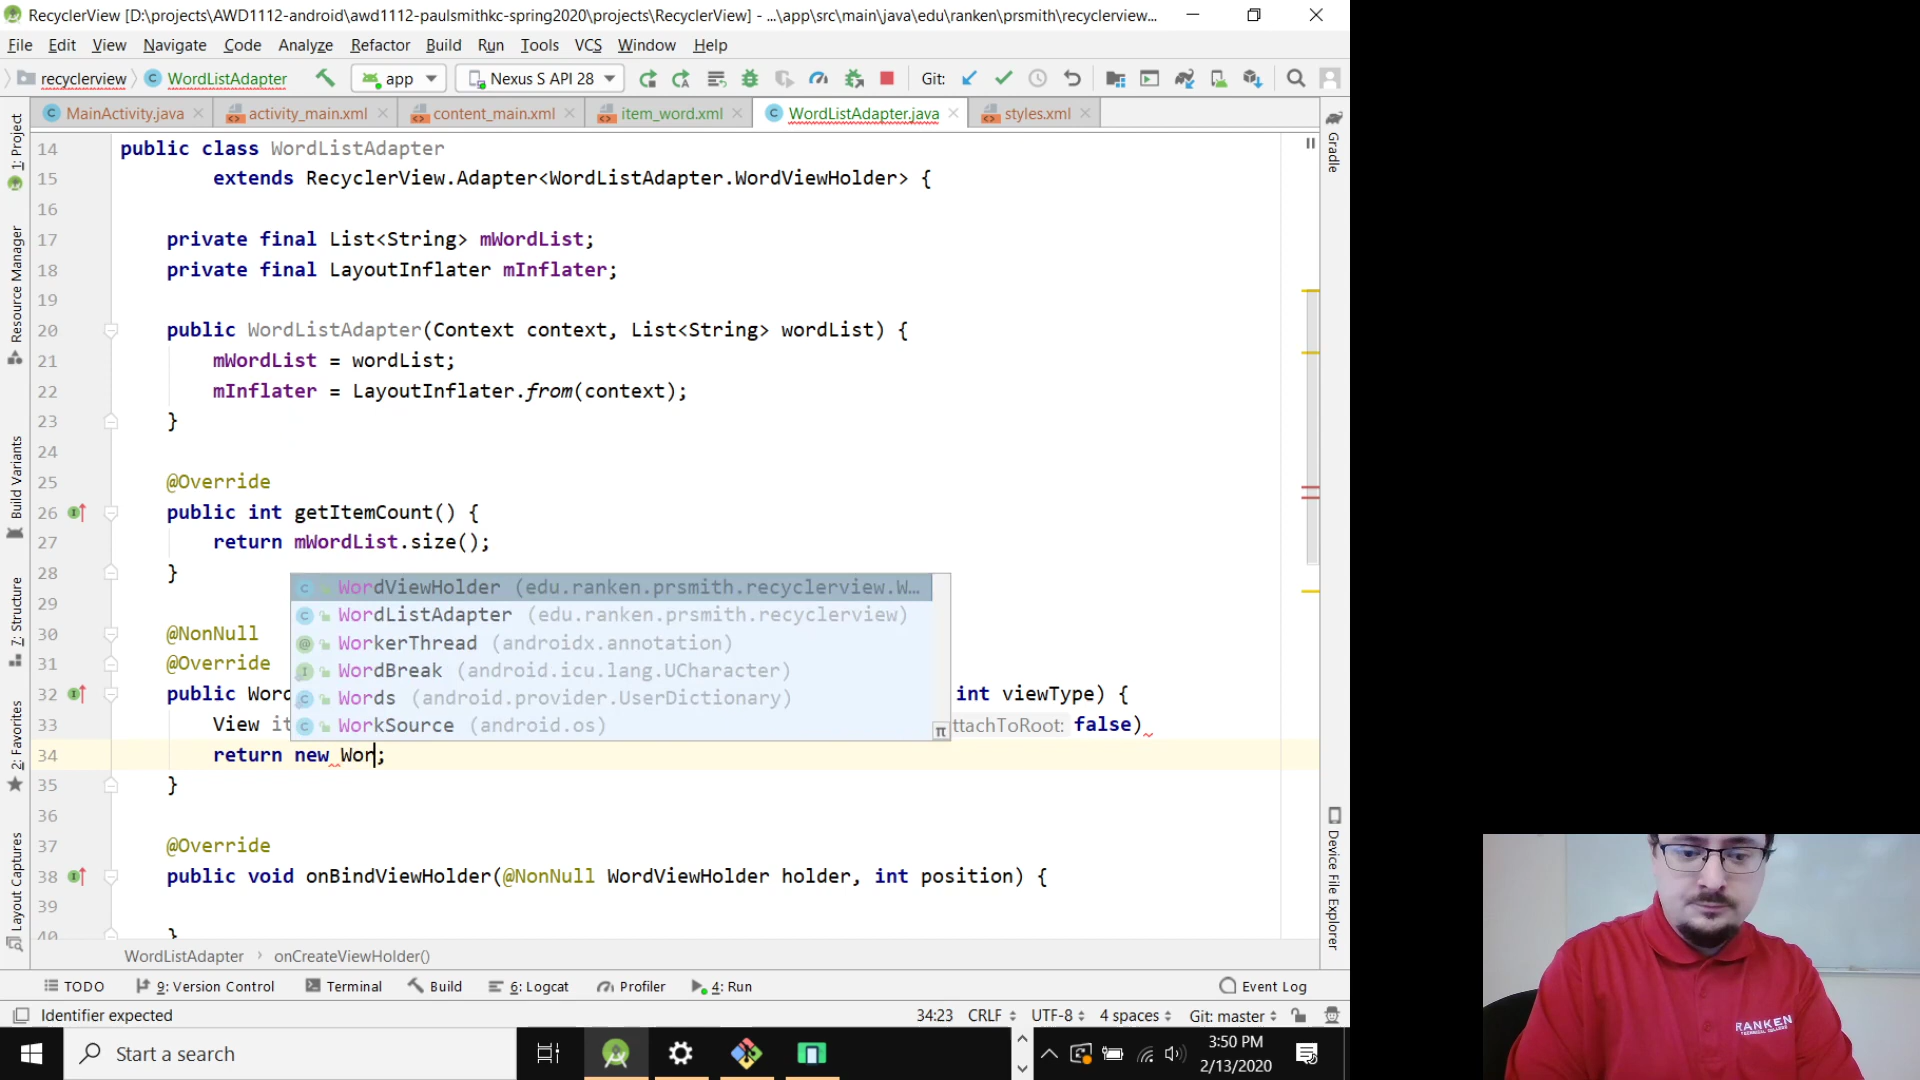 RecyclerView [D:\projects\AWD1112-android\awd1112-paulsmithkc-spring2020\projects\RecyclerView] - ...\app\src\main\java\edu\ranken\prsmith\recyclerview...
File Edit View Navigate Code Analyze Refactor Build Run Tools VCS Window Help
recyclerview WordListAdapter app Nexus S API 28 Git:
MainActivity.java activity_main.xml content_main.xml item_word.xml WordListAdapter.java styles.xml
1: Project
Resource Manager
Build Variants
7: Structure
2: Favorites
Layout Captures
14 public class WordListAdapter
15 extends RecyclerView.Adapter<WordListAdapter.WordViewHolder> {
16
17 private final List<String> mWordList;
18 private final LayoutInflater mInflater;
19
20 public WordListAdapter(Context context, List<String> wordList) {
21 mWordList = wordList;
22 mInflater = LayoutInflater.from(context);
23 }
24
25 @Override
26 public int getItemCount() {
27 return mWordList.size();
28 }
29
30 @NonNull
31 @Override
32 public Word int viewType) {
33 View it ttachToRoot: false)
34 return new Wor;
35 }
36
37 @Override
38 public void onBindViewHolder(@NonNull WordViewHolder holder, int position) {
39
40 }
WordViewHolder (edu.ranken.prsmith.recyclerview.W...
WordListAdapter (edu.ranken.prsmith.recyclerview)
WorkerThread (androidx.annotation)
WordBreak (android.icu.lang.UCharacter)
Words (android.provider.UserDictionary)
WorkSource (android.os)
π
Gradle
Device File Explorer
WordListAdapter › onCreateViewHolder()
TODO 9: Version Control Terminal Build 6: Logcat Profiler 4: Run Event Log
Identifier expected 34:23 CRLF UTF-8 4 spaces Git: master
Start a search
3:50 PM
2/13/2020
RANKEN